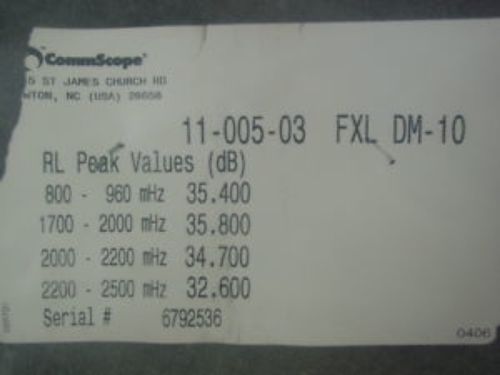 CommScope
5 ST JAMES CHURCH RD
NTON, NC (USA) 28658
11-005-03 FXL DM-10
RL Peak Values (dB)
800 - 960 mHz 35.400
1700 - 2000 mHz 35.800
2000 - 2200 mHz 34.700
2200 - 2500 mHz 32.600
Serial # 6792536
0406